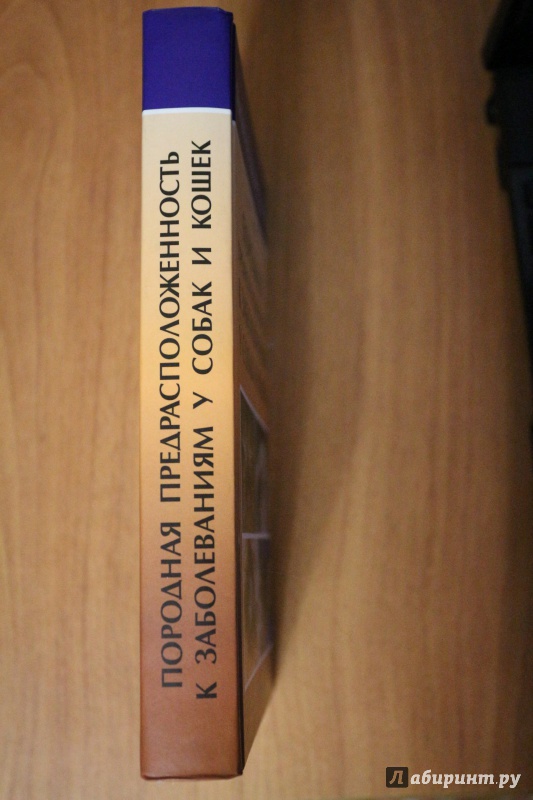 ПОРОДНАЯ ПРЕДРАСПОЛОЖЕННОСТЬ
К ЗАБОЛЕВАНИЯМ У СОБАК И КОШЕК
Лабиринт.ру